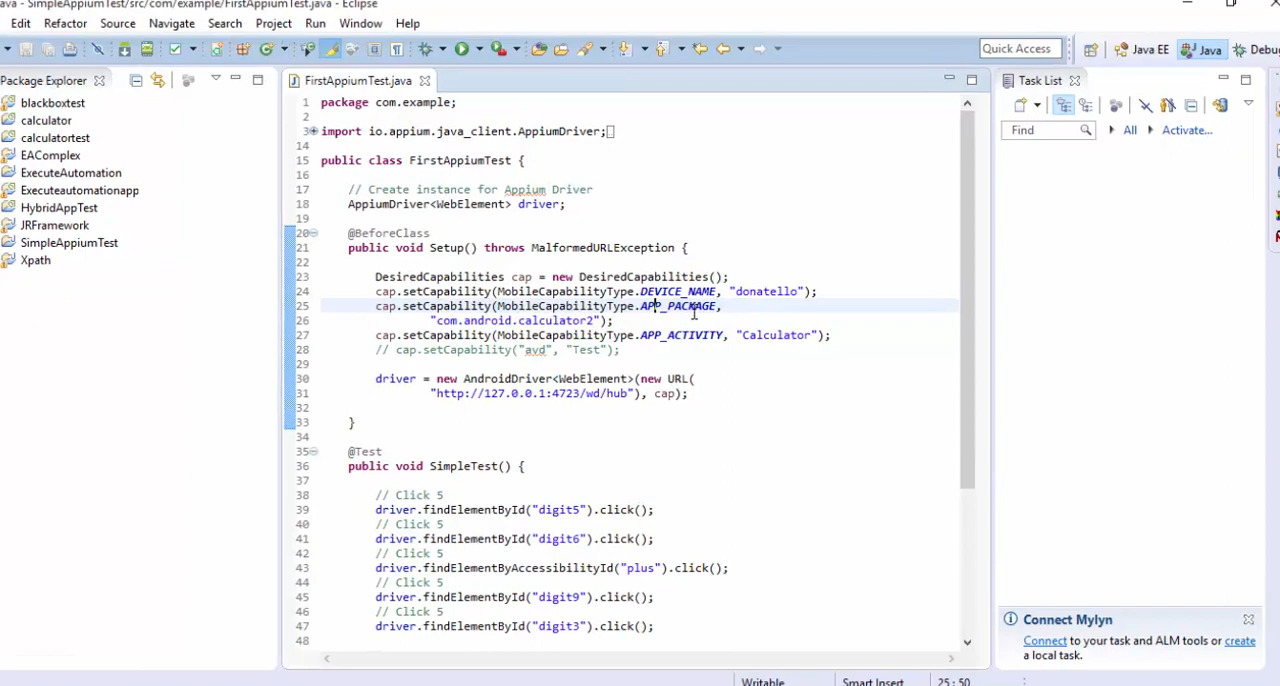 ava - SimpleAppiumTest/src/com/example/FirstAppiumTest.java - Eclipse
Edit Refactor Source Navigate Search Project Run Window Help
Quick Access Java EE Java Debug
Package Explorer
FirstAppiumTest.java
Task List
blackboxtest
calculator
calculatortest
EAComplex
ExecuteAutomation
Executeautomationapp
HybridAppTest
JRFramework
SimpleAppiumTest
Xpath
1 package com.example;
2
3 import io.appium.java_client.AppiumDriver;
14
15 public class FirstAppiumTest {
16
17 // Create instance for Appium Driver
18 AppiumDriver<WebElement> driver;
19
20 @BeforeClass
21 public void Setup() throws MalformedURLException {
22
23 DesiredCapabilities cap = new DesiredCapabilities();
24 cap.setCapability(MobileCapabilityType.DEVICE_NAME, "donatello");
25 cap.setCapability(MobileCapabilityType.APP_PACKAGE,
26 "com.android.calculator2");
27 cap.setCapability(MobileCapabilityType.APP_ACTIVITY, "Calculator");
28 // cap.setCapability("avd", "Test");
29
30 driver = new AndroidDriver<WebElement>(new URL(
31 "http://127.0.0.1:4723/wd/hub"), cap);
32
33 }
34
35 @Test
36 public void SimpleTest() {
37
38 // Click 5
39 driver.findElementById("digit5").click();
40 // Click 5
41 driver.findElementById("digit6").click();
42 // Click 5
43 driver.findElementByAccessibilityId("plus").click();
44 // Click 5
45 driver.findElementById("digit9").click();
46 // Click 5
47 driver.findElementById("digit3").click();
48
Find All Activate...
Connect Mylyn
Connect to your task and ALM tools or create
a local task.
Writable Smart Insert 25 : 50